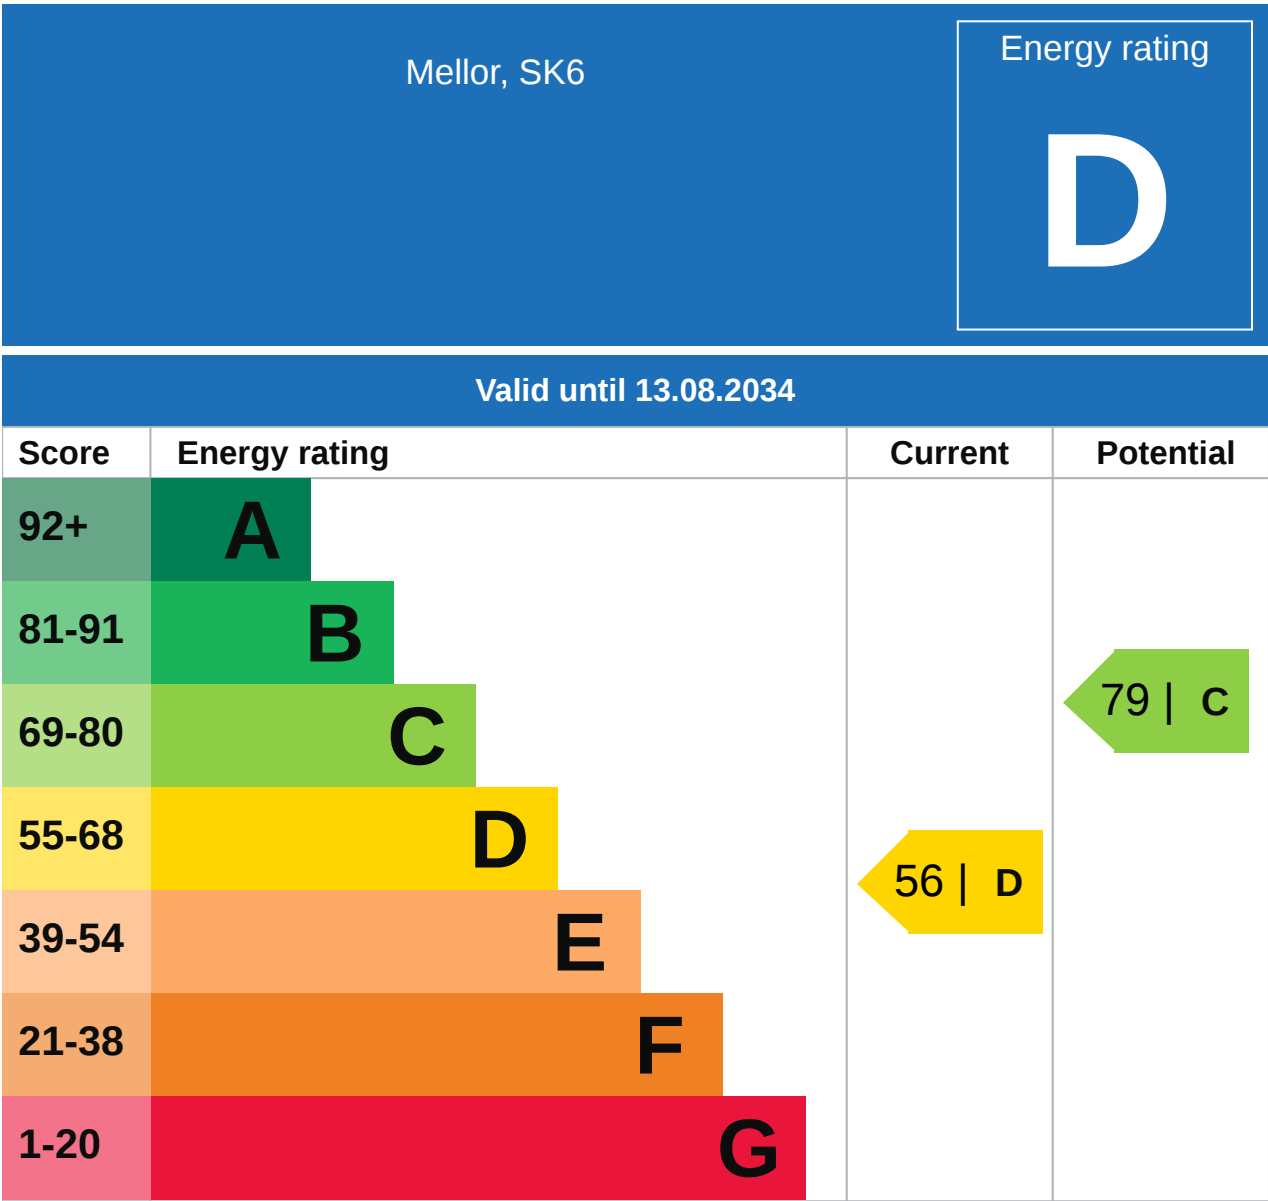 Mellor, SK6
Energy rating
D
Valid until 13.08.2034
Score Energy rating Current Potential
92+ A
81-91 B
69-80 C
79 | C
55-68 D
56 | D
39-54 E
21-38 F
1-20 G